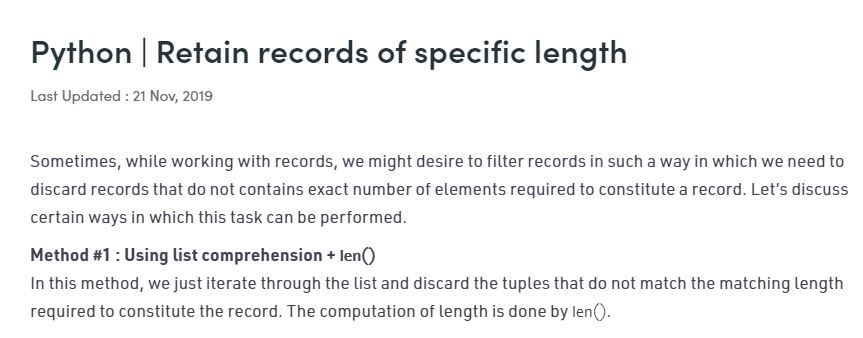 Python | Retain records of specific length
Last Updated : 21 Nov, 2019
Sometimes, while working with records, we might desire to filter records in such a way in which we need to
discard records that do not contains exact number of elements required to constitute a record. Let’s discuss
certain ways in which this task can be performed.
Method #1 : Using list comprehension + len()
In this method, we just iterate through the list and discard the tuples that do not match the matching length
required to constitute the record. The computation of length is done by len().